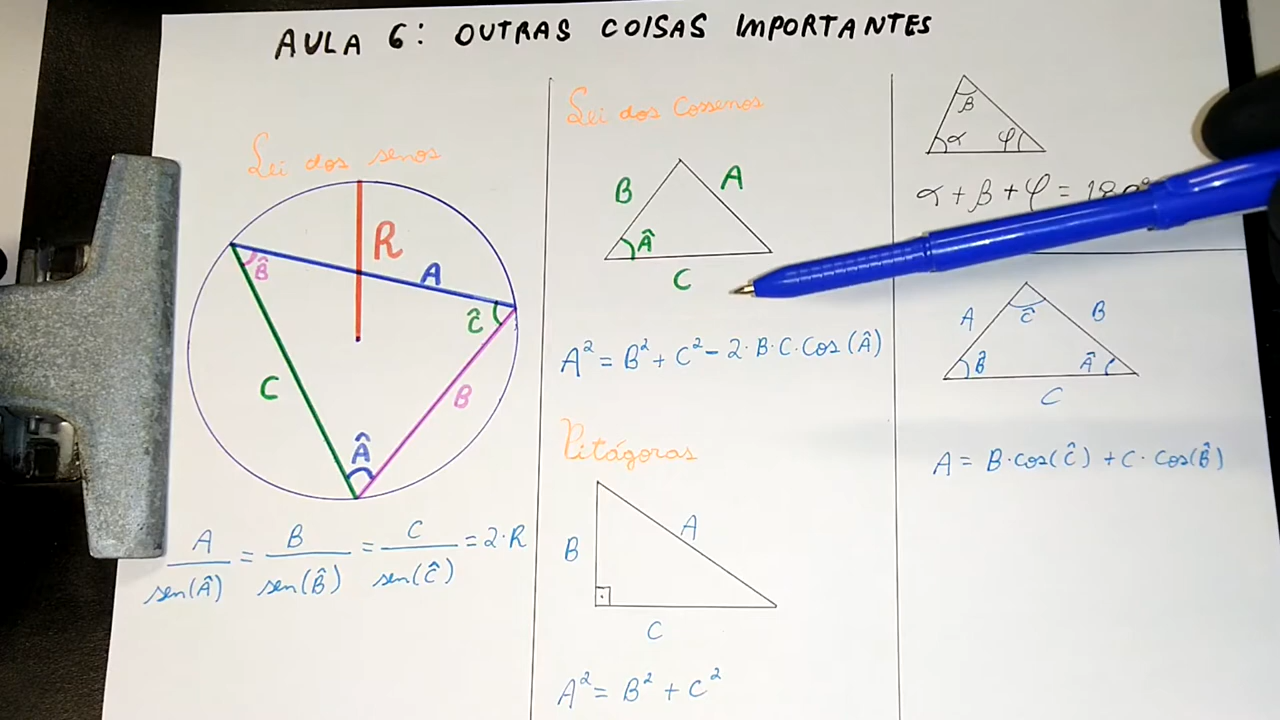 AULA 6: OUTRAS COISAS IMPORTANTES
Lei dos senos
R
B̂
A
Ĉ
C
B
Â
A/sen(Â) = B/sen(B̂) = C/sen(Ĉ) = 2·R
Lei dos Cossenos
B
A
Â
C
A² = B² + C² - 2·B·C·Cos(Â)
Pitágoras
A
B
C
A² = B² + C²
β
α
φ
α + β + φ =
A
Ĉ
B
B̂
Â
C
A = B·cos(Ĉ) + C·Cos(B̂)